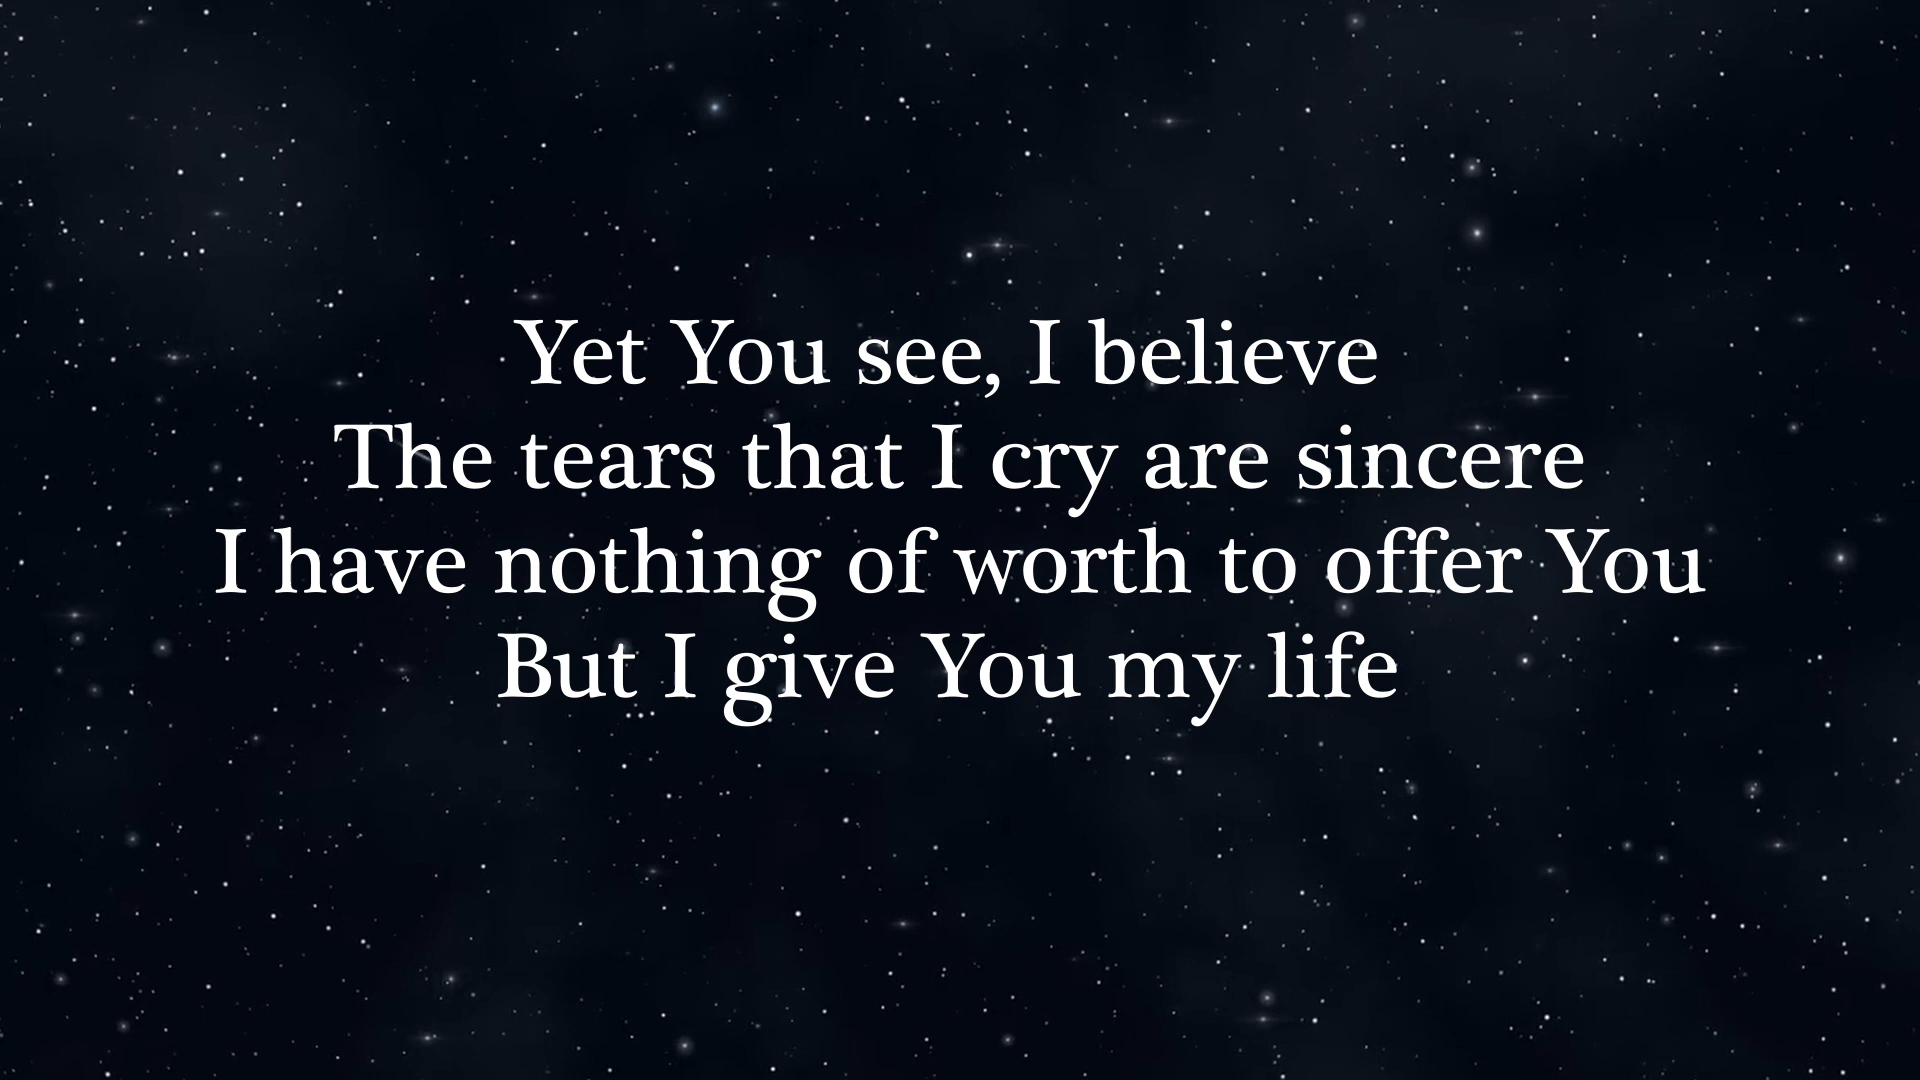 Yet You see, I believe
The tears that I cry are sincere
I have nothing of worth to offer You
But I give You my life